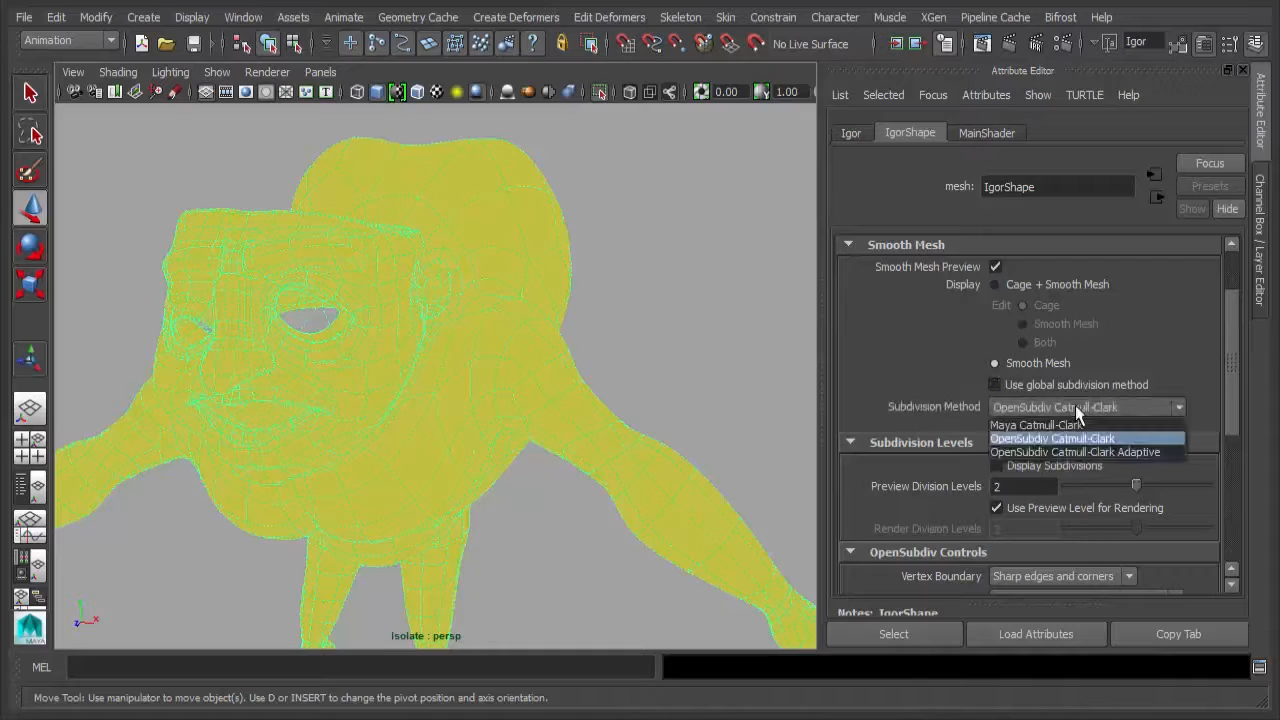 File Edit Modify Create Display Window Assets Animate Geometry Cache Create Deformers Edit Deformers Skeleton Skin Constrain Character Muscle XGen Pipeline Cache Bifrost Help
Animation No Live Surface Igor
View Shading Lighting Show Renderer Panels
0.00 1.00
Isolate : persp
Attribute Editor
List Selected Focus Attributes Show TURTLE Help
Igor IgorShape MainShader
Focus
mesh: IgorShape Presets
Show Hide
Smooth Mesh
Smooth Mesh Preview
Display Cage + Smooth Mesh
Edit Cage
Smooth Mesh
Both
Smooth Mesh
Use global subdivision method
Subdivision Method OpenSubdiv Catmull-Clark
Maya Catmull-Clark
OpenSubdiv Catmull-Clark
OpenSubdiv Catmull-Clark Adaptive
Subdivision Levels
Display Subdivisions
Preview Division Levels 2
Use Preview Level for Rendering
Render Division Levels 2
OpenSubdiv Controls
Vertex Boundary Sharp edges and corners
Notes: IgorShape
Select Load Attributes Copy Tab
Attribute Editor
Channel Box / Layer Editor
MAYA
MEL
Move Tool: Use manipulator to move object(s). Use D or INSERT to change the pivot position and axis orientation.